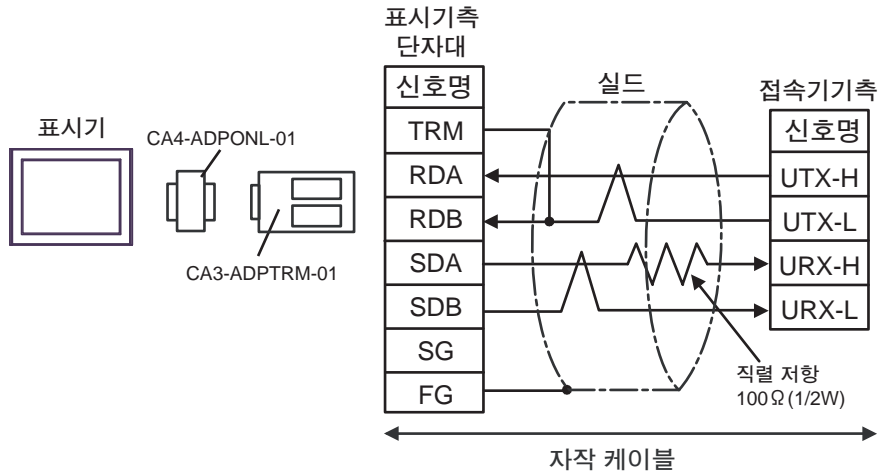 표시기
CA4-ADPONL-01
CA3-ADPTRM-01
표시기측
단자대
신호명
TRM
RDA
RDB
SDA
SDB
SG
FG
실드
접속기기측
신호명
UTX-H
UTX-L
URX-H
URX-L
직렬 저항
100Ω(1/2W)
자작 케이블